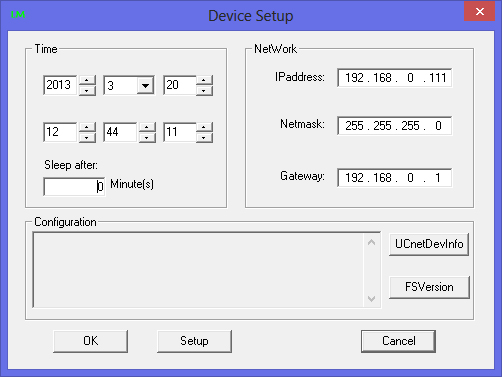 LM
Device Setup
Time
2013 3 20
12 44 11
Sleep after:
0 Minute(s)
NetWork
IPaddress: 192 . 168 . 0 . 111
Netmask: 255 . 255 . 255 . 0
Gateway: 192 . 168 . 0 . 1
Configuration
UCnetDevInfo
FSVersion
OK
Setup
Cancel